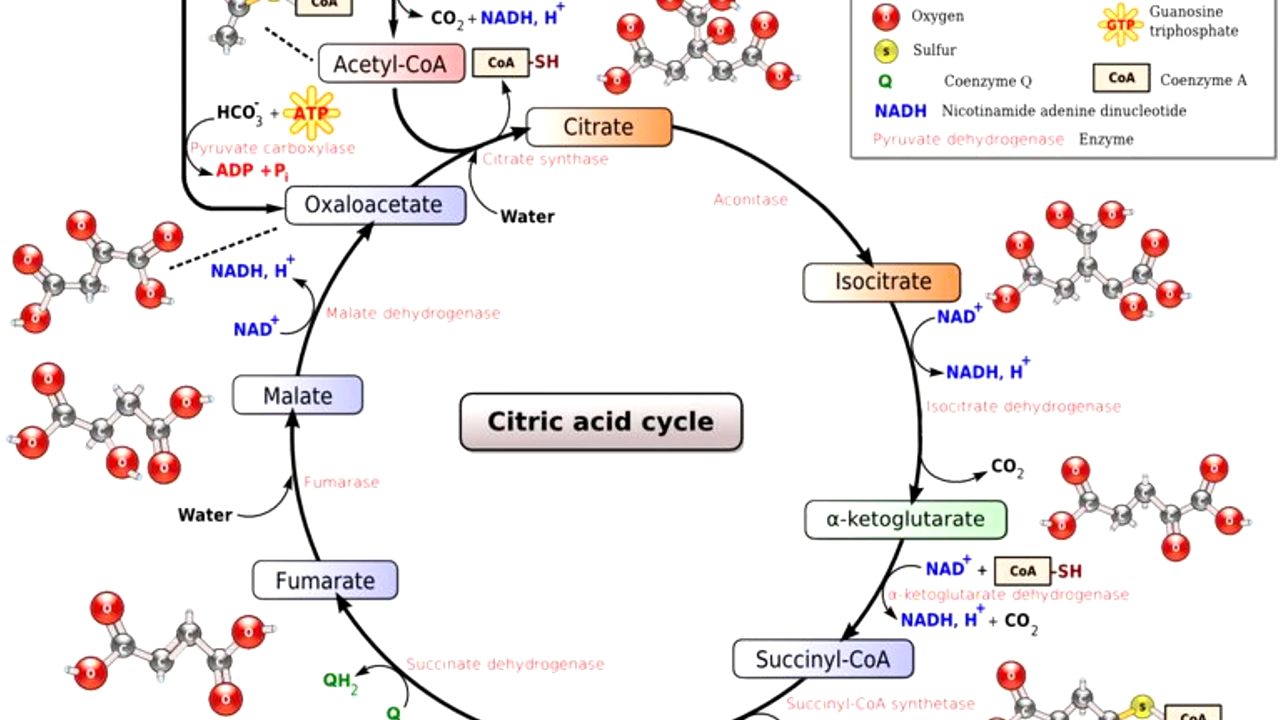 CoA
CO2 + NADH, H+
Acetyl-CoA
CoA -SH
HCO3- + ATP
Pyruvate carboxylase
ADP + Pi
Citrate
Citrate synthase
Oxaloacetate
Water
Aconitase
NADH, H+
NAD+
Malate dehydrogenase
Isocitrate
NAD+
NADH, H+
Isocitrate dehydrogenase
Malate
Citric acid cycle
CO2
Fumarase
Water
α-ketoglutarate
NAD+ + CoA -SH
α-ketoglutarate dehydrogenase
NADH, H+ + CO2
Fumarate
Succinyl-CoA
Succinate dehydrogenase
QH2
Q
Succinyl-CoA synthetase
S CoA
O Oxygen
S Sulfur
Q Coenzyme Q
GTP Guanosine
triphosphate
CoA Coenzyme A
NADH Nicotinamide adenine dinucleotide
Pyruvate dehydrogenase Enzyme